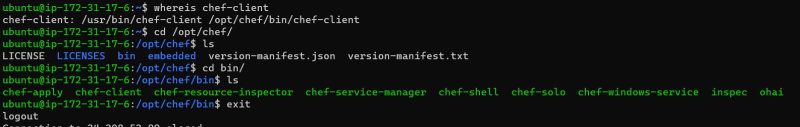 ubuntu@ip-172-31-17-6:~$ whereis chef-client
chef-client: /usr/bin/chef-client /opt/chef/bin/chef-client
ubuntu@ip-172-31-17-6:~$ cd /opt/chef/
ubuntu@ip-172-31-17-6:/opt/chef$ ls
LICENSE LICENSES bin embedded version-manifest.json version-manifest.txt
ubuntu@ip-172-31-17-6:/opt/chef$ cd bin/
ubuntu@ip-172-31-17-6:/opt/chef/bin$ ls
chef-apply chef-client chef-resource-inspector chef-service-manager chef-shell chef-solo chef-windows-service inspec ohai
ubuntu@ip-172-31-17-6:/opt/chef/bin$ exit
logout